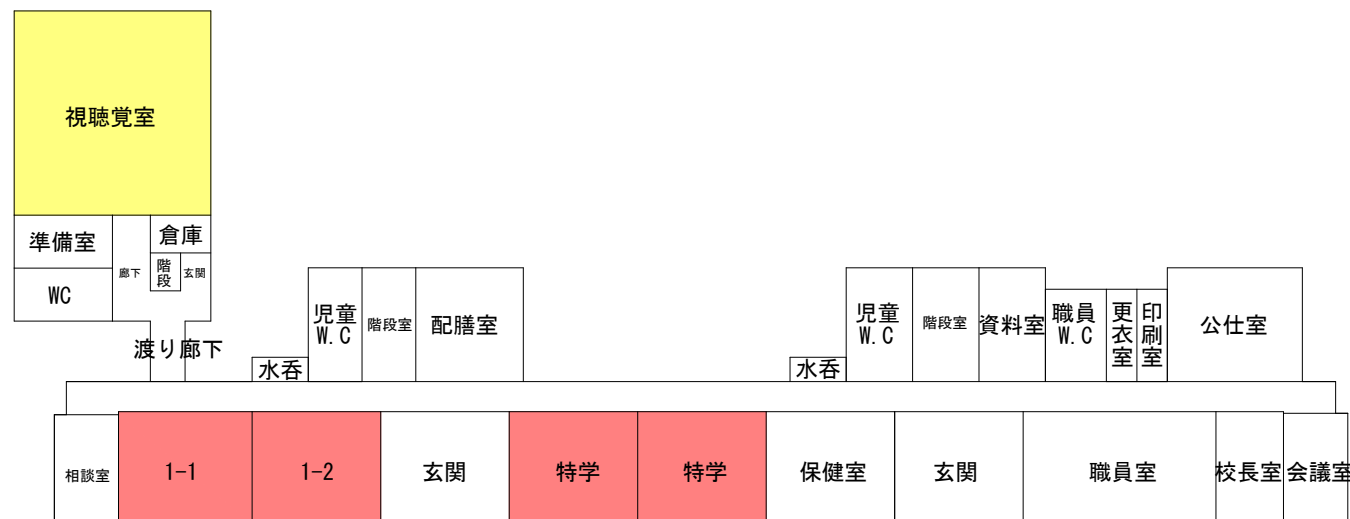 視聴覚室
準備室
廊下
倉庫
階段
玄関
WC
渡り廊下
水呑
児童
W.C
階段室
配膳室
水呑
児童
W.C
階段室
資料室
職員
W.C
更衣室
印刷室
公仕室
相談室
1-1
1-2
玄関
特学
特学
保健室
玄関
職員室
校長室
会議室